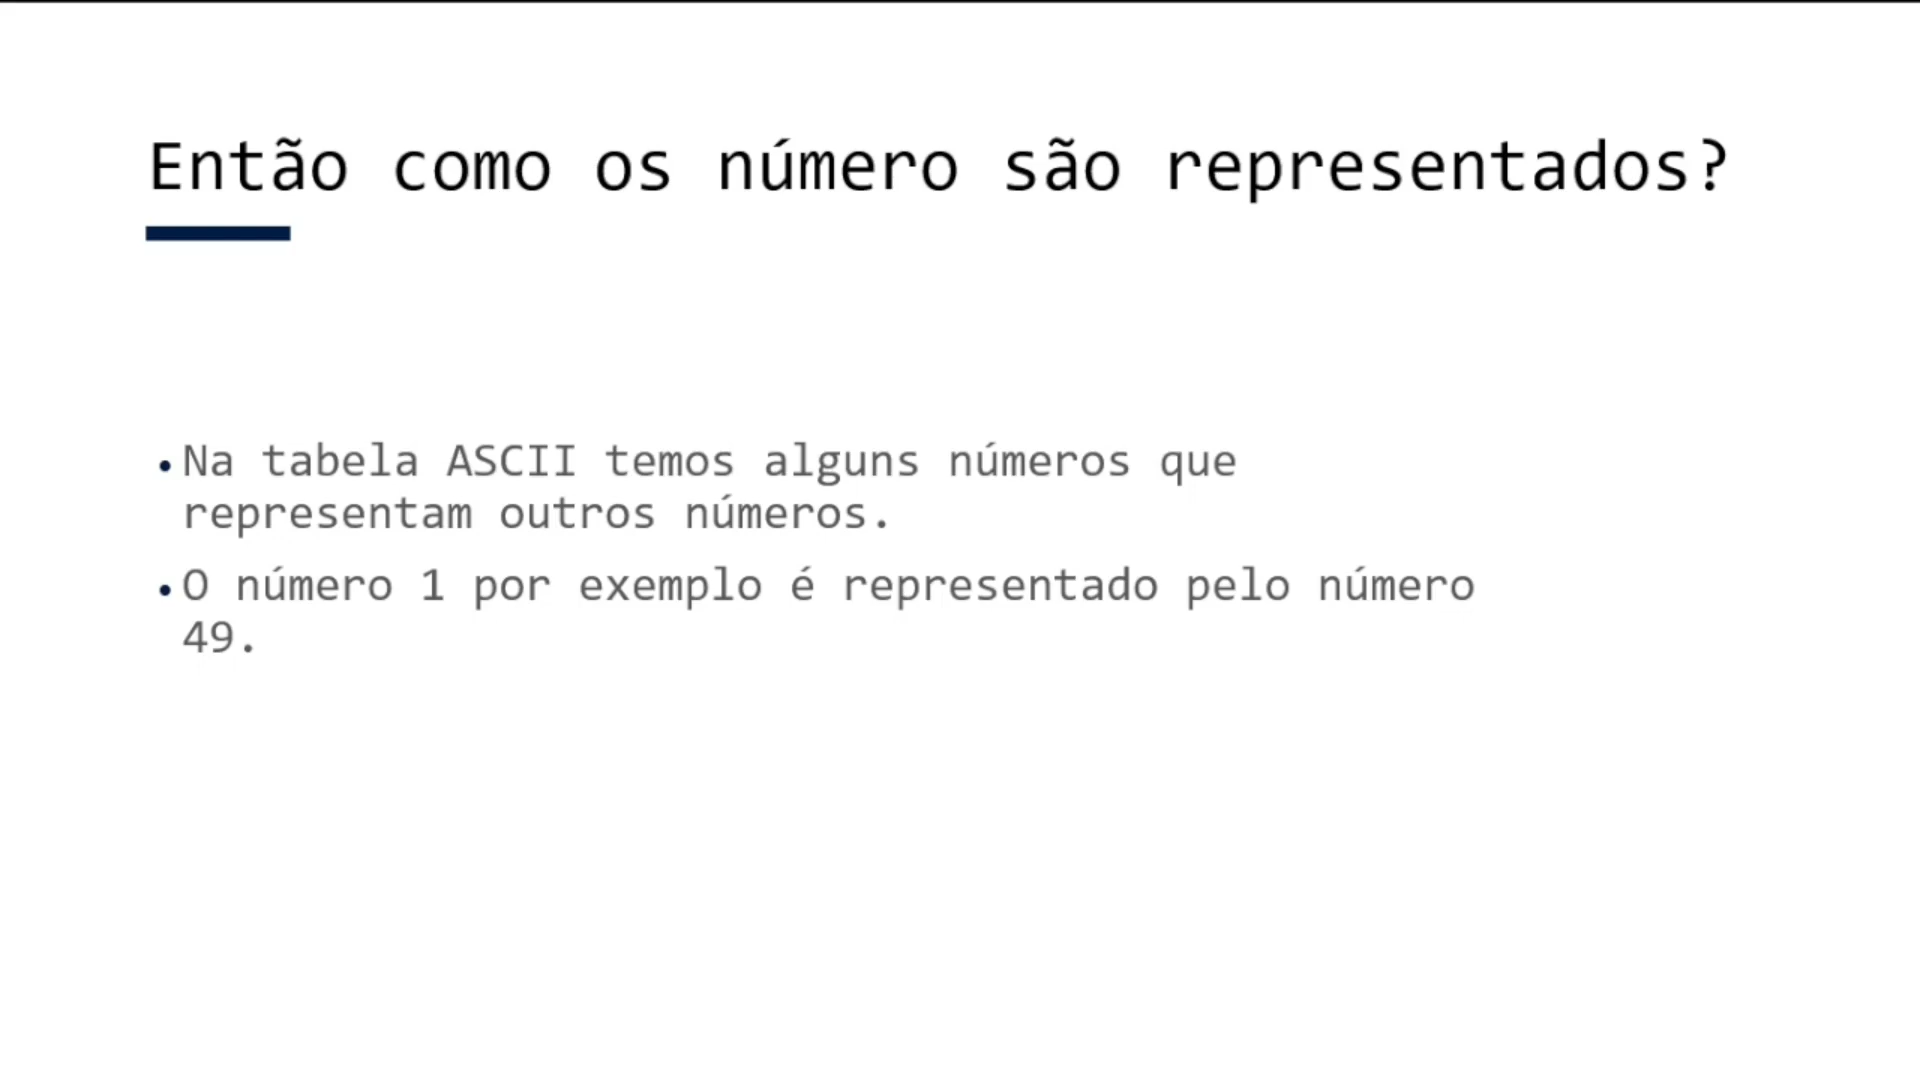 Então como os número são representados?
• Na tabela ASCII temos alguns números que
representam outros números.
• O número 1 por exemplo é representado pelo número
49.